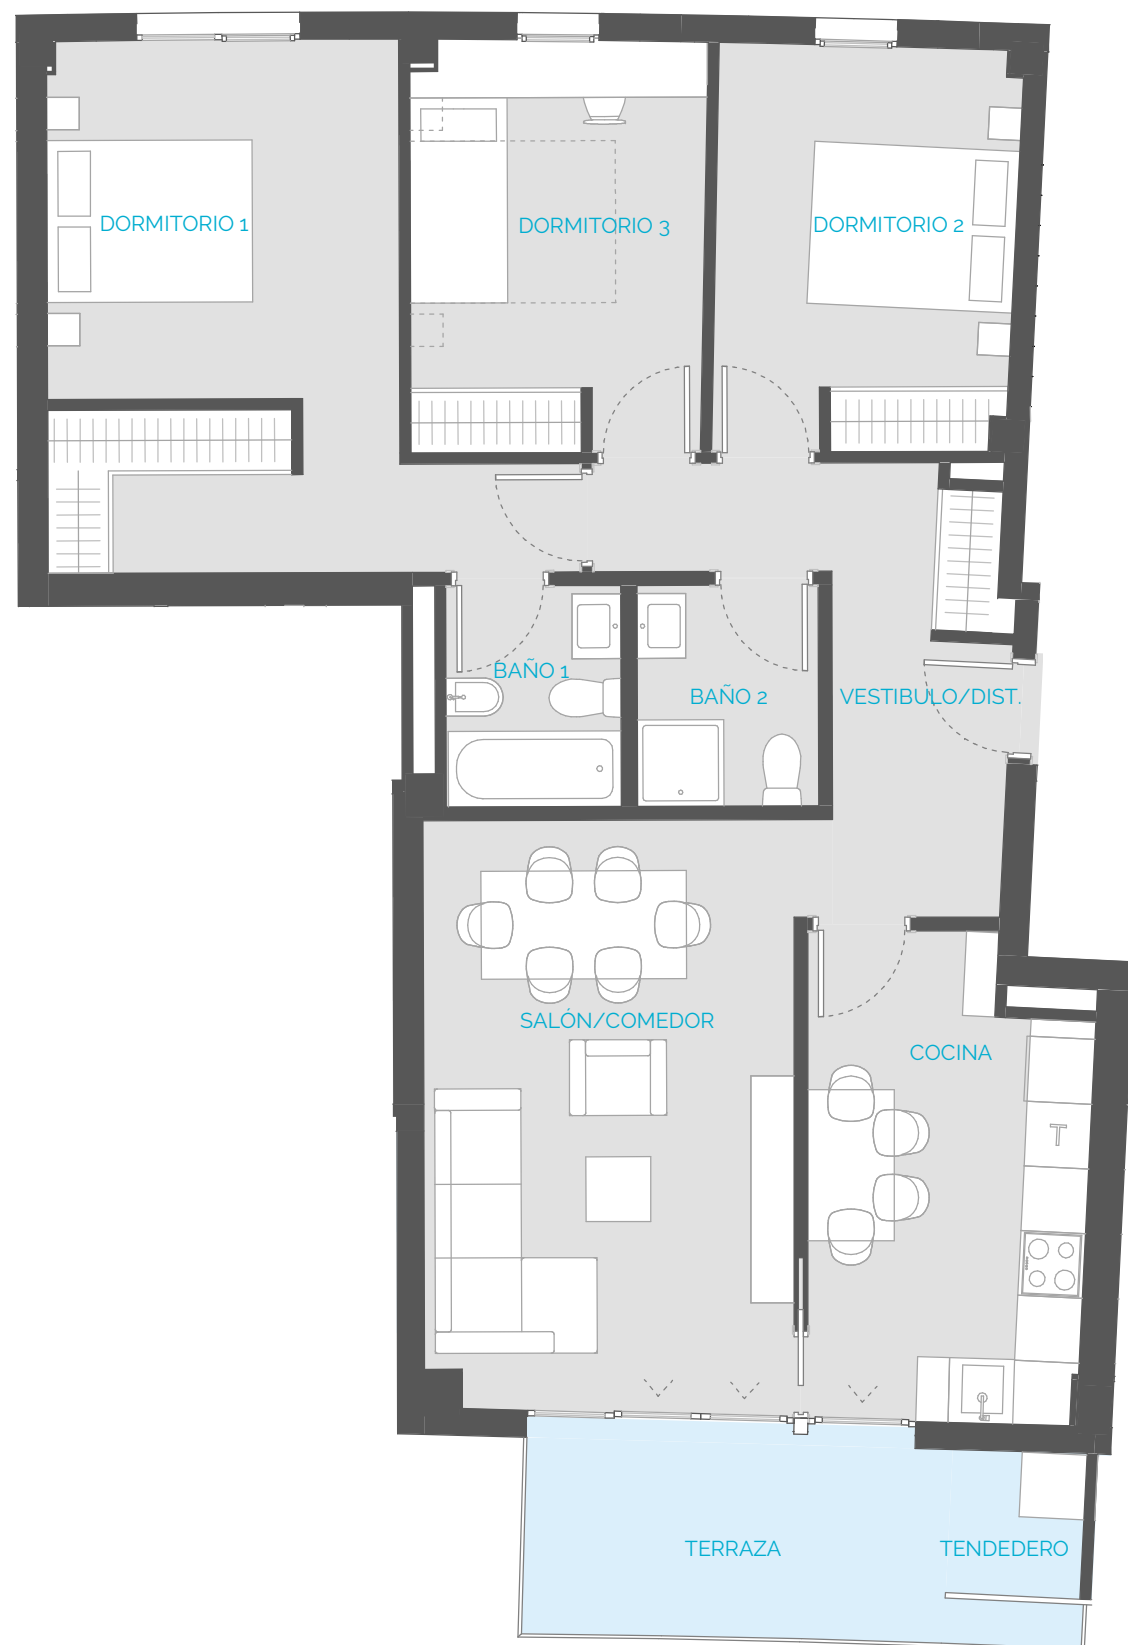 DORMITORIO 1
DORMITORIO 3
DORMITORIO 2
BAÑO 1
BAÑO 2
VESTIBULO/DIST.
SALÓN/COMEDOR
COCINA
T
TERRAZA
TENDEDERO